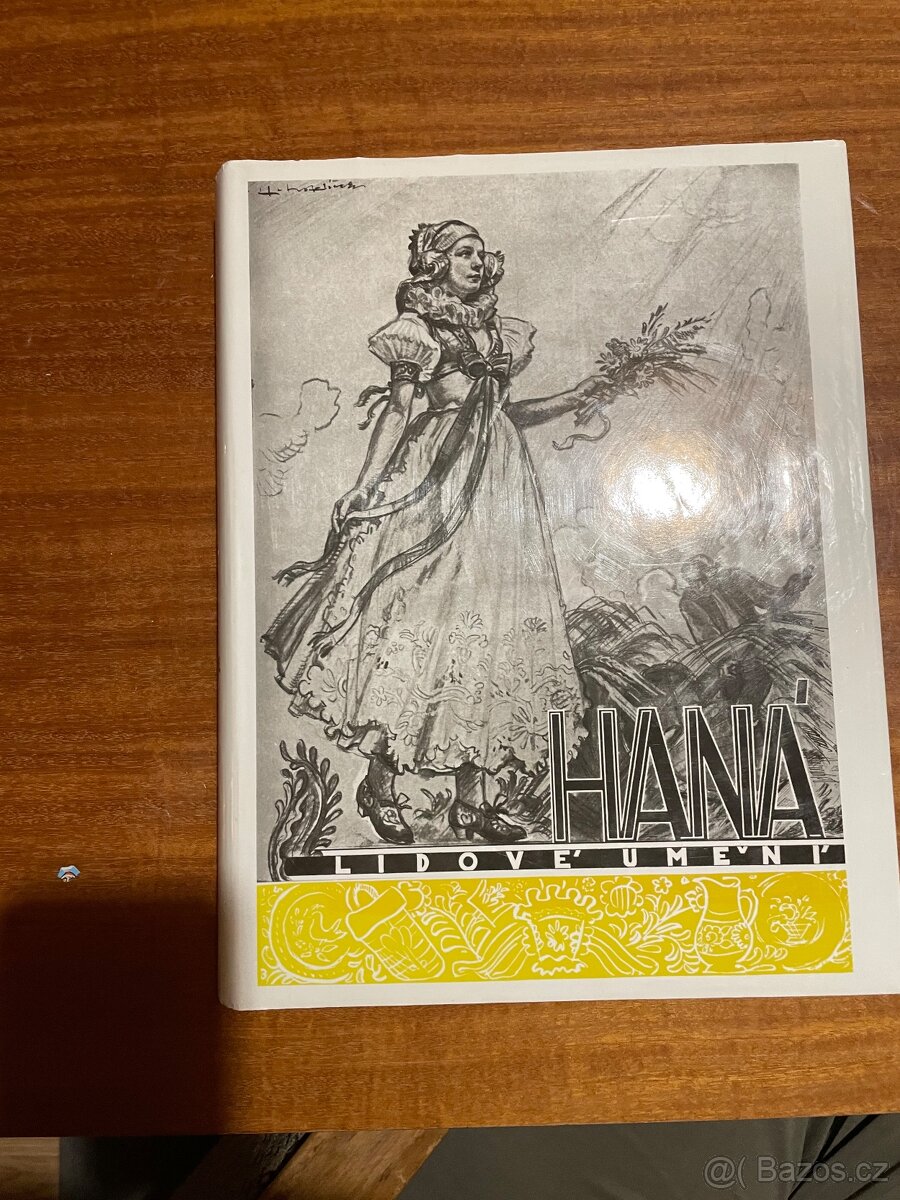 HANÁ
LIDOVÉ UMĚNÍ
@( Bazos.cz